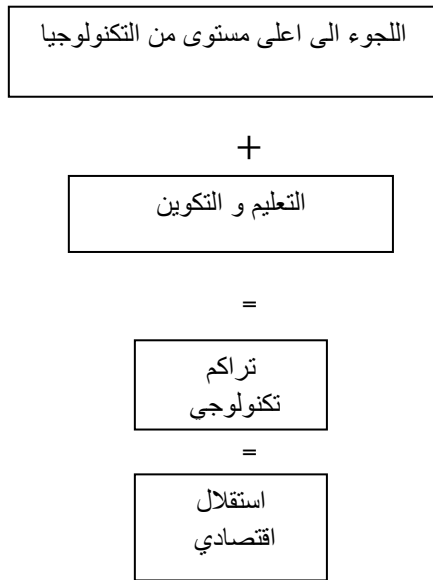 اللجوء الى اعلى مستوى من التكنولوجيا
+
التعليم و التكوين
=
تراكم
تكنولوجي
=
استقلال
اقتصادي